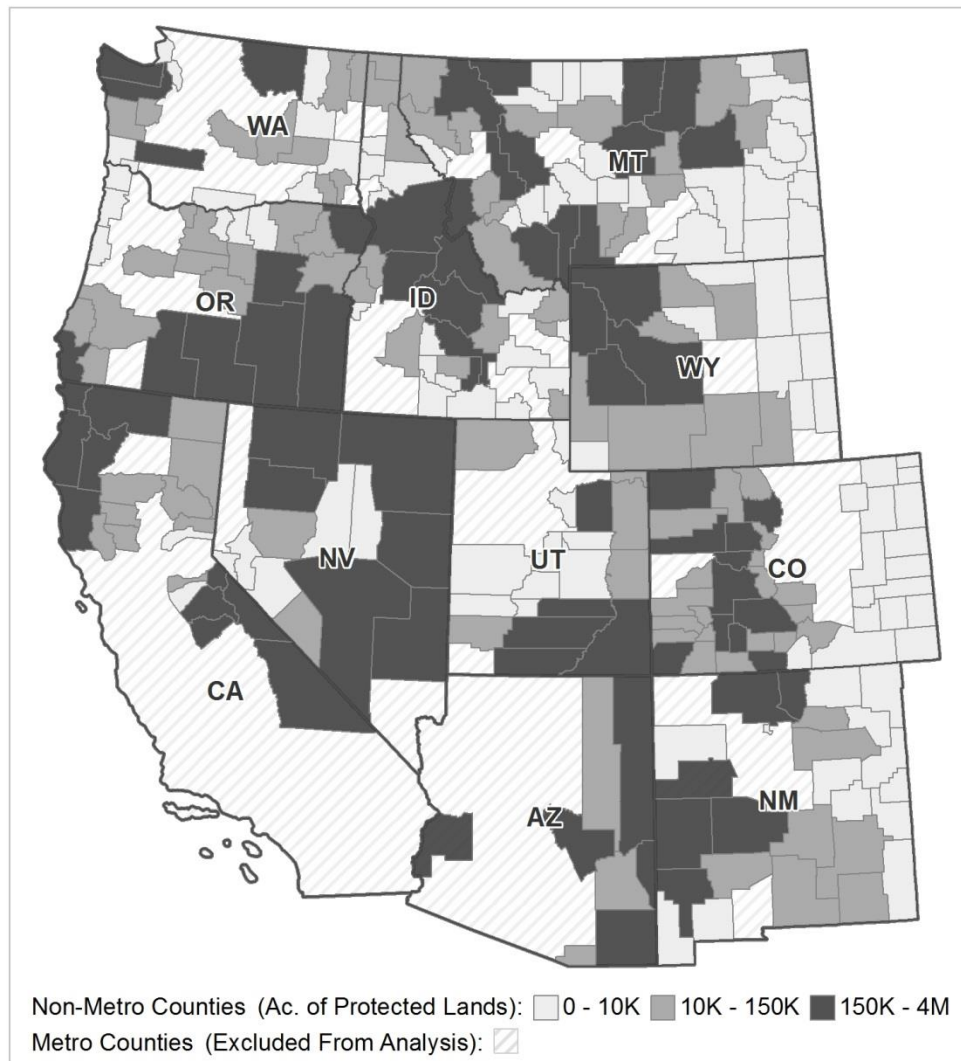 WA
MT
OR
ID
WY
NV
UT
CO
CA
AZ
NM
Non-Metro Counties (Ac. of Protected Lands): 0 - 10K 10K - 150K 150K - 4M
Metro Counties (Excluded From Analysis):